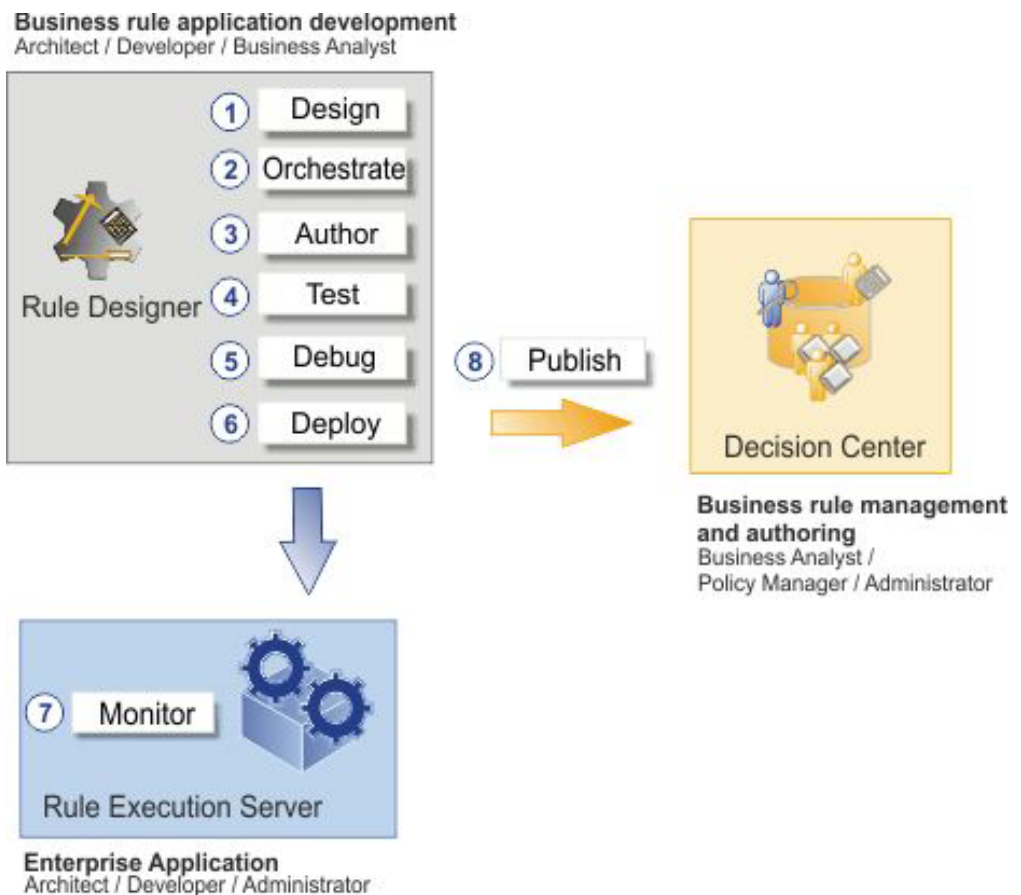 Business rule application development
Architect / Developer / Business Analyst
1 Design
2 Orchestrate
3 Author
Rule Designer
4 Test
5 Debug
6 Deploy
8 Publish
Decision Center
Business rule management
and authoring
Business Analyst /
Policy Manager / Administrator
7 Monitor
Rule Execution Server
Enterprise Application
Architect / Developer / Administrator